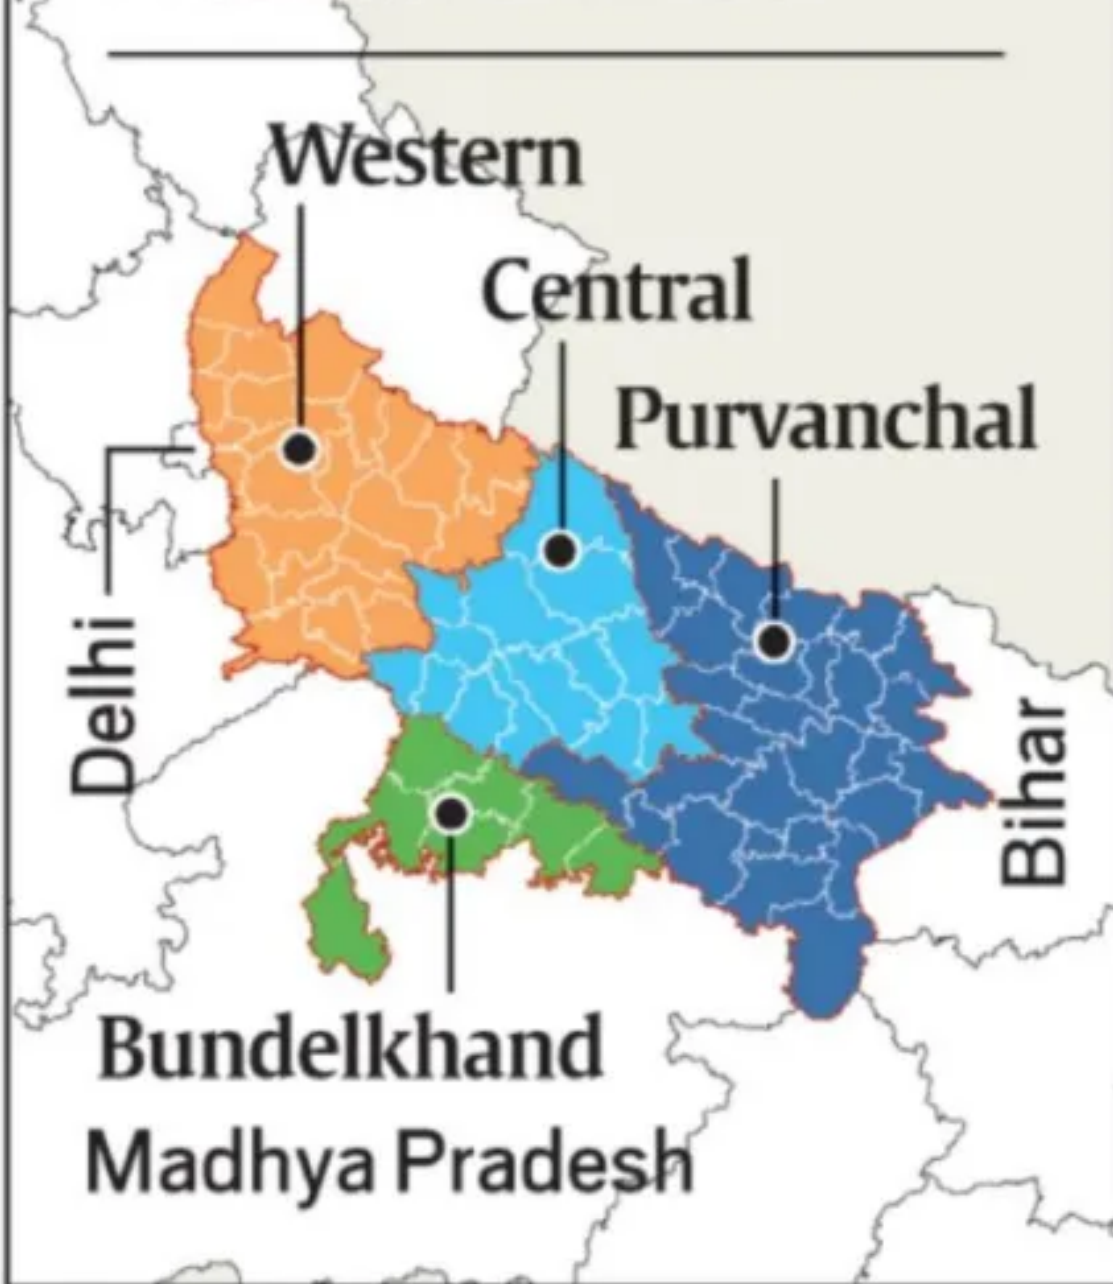 Western
Central
Purvanchal
Delhi
Bihar
Bundelkhand
Madhya Pradesh